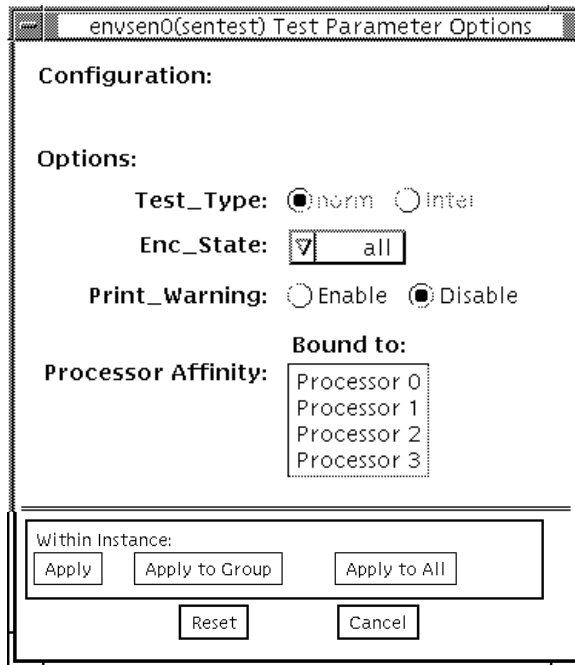 envsen0(sentest) Test Parameter Options
Configuration:
Options:
Test_Type: norm inter
Enc_State: all
Print_Warning: Enable Disable
Bound to:
Processor Affinity:
Processor 0
Processor 1
Processor 2
Processor 3
Within Instance:
Apply Apply to Group Apply to All
Reset Cancel